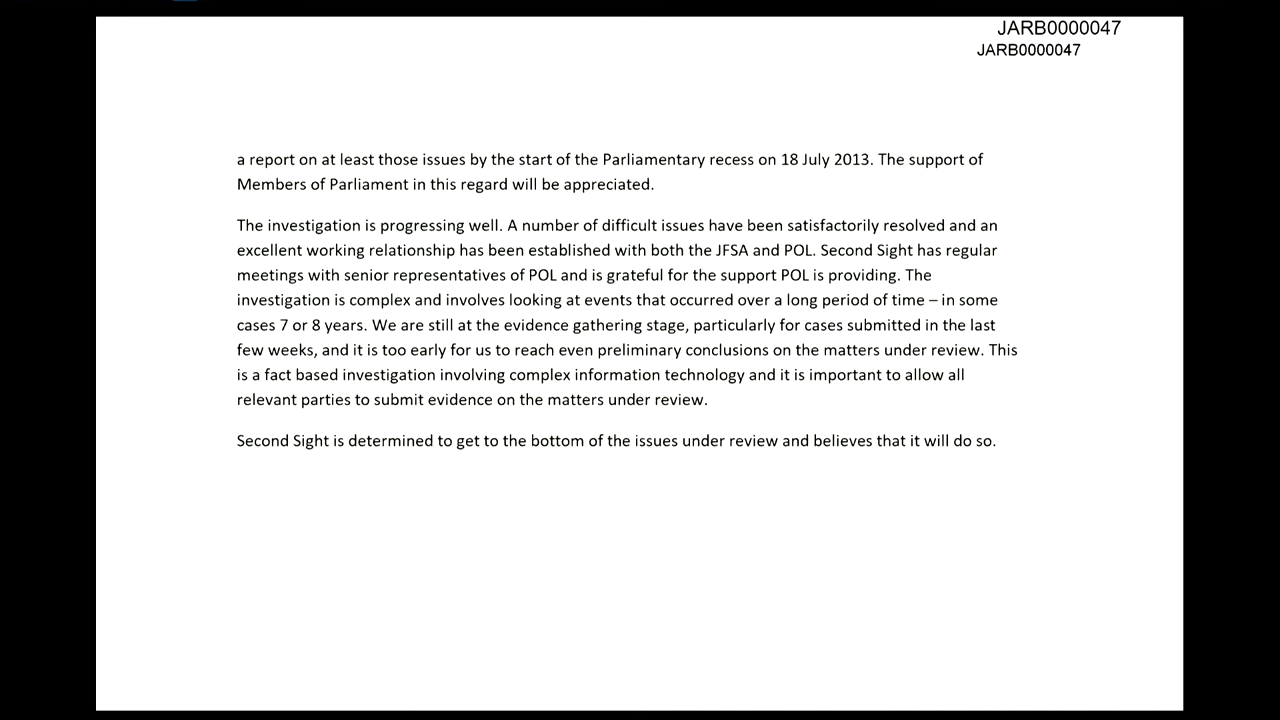 JARB0000047
JARB0000047
a report on at least those issues by the start of the Parliamentary recess on 18 July 2013. The support of
Members of Parliament in this regard will be appreciated.
The investigation is progressing well. A number of difficult issues have been satisfactorily resolved and an
excellent working relationship has been established with both the JFSA and POL. Second Sight has regular
meetings with senior representatives of POL and is grateful for the support POL is providing. The
investigation is complex and involves looking at events that occurred over a long period of time – in some
cases 7 or 8 years. We are still at the evidence gathering stage, particularly for cases submitted in the last
few weeks, and it is too early for us to reach even preliminary conclusions on the matters under review. This
is a fact based investigation involving complex information technology and it is important to allow all
relevant parties to submit evidence on the matters under review.
Second Sight is determined to get to the bottom of the issues under review and believes that it will do so.